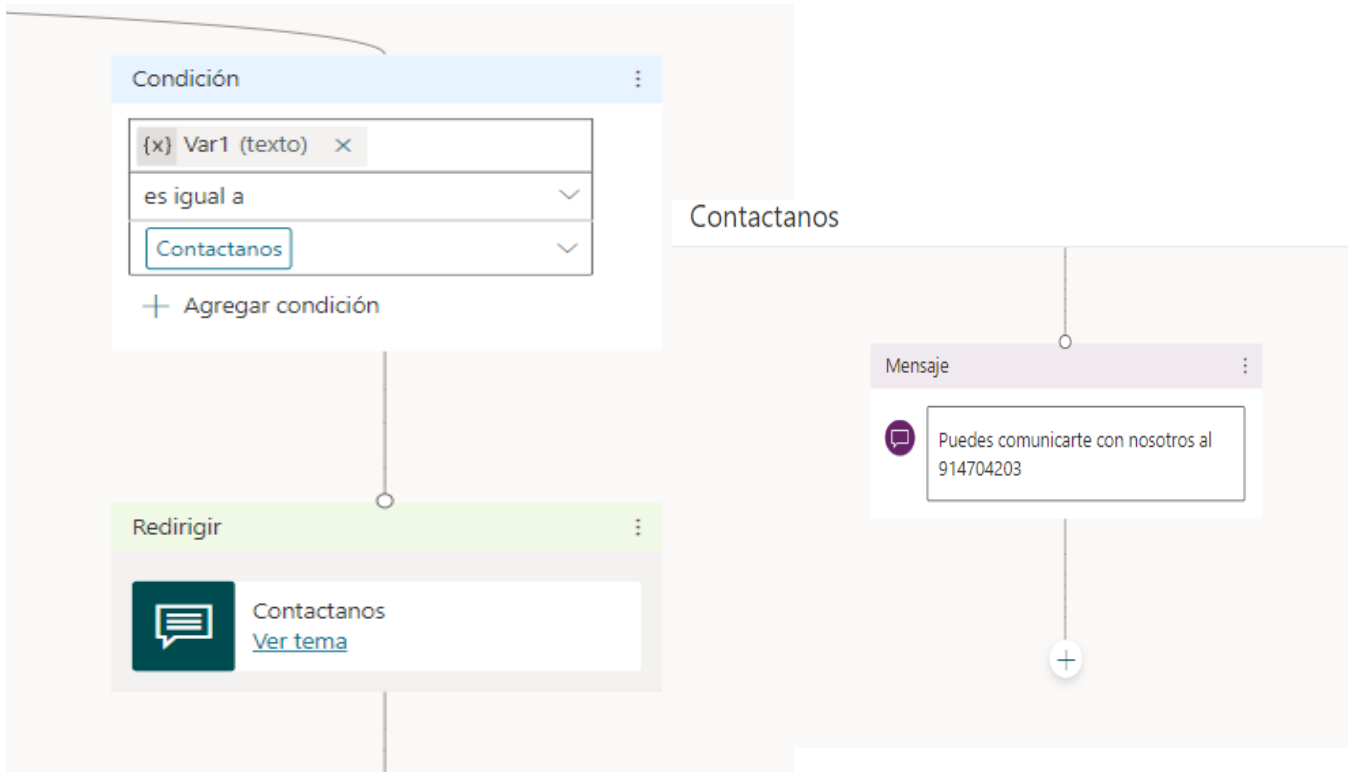 Condición
{x} Var1 (texto)
es igual a
Contactanos
Agregar condición
Redirigir
Contactanos
Ver tema
Contactanos
Mensaje
Puedes comunicarte con nosotros al
914704203